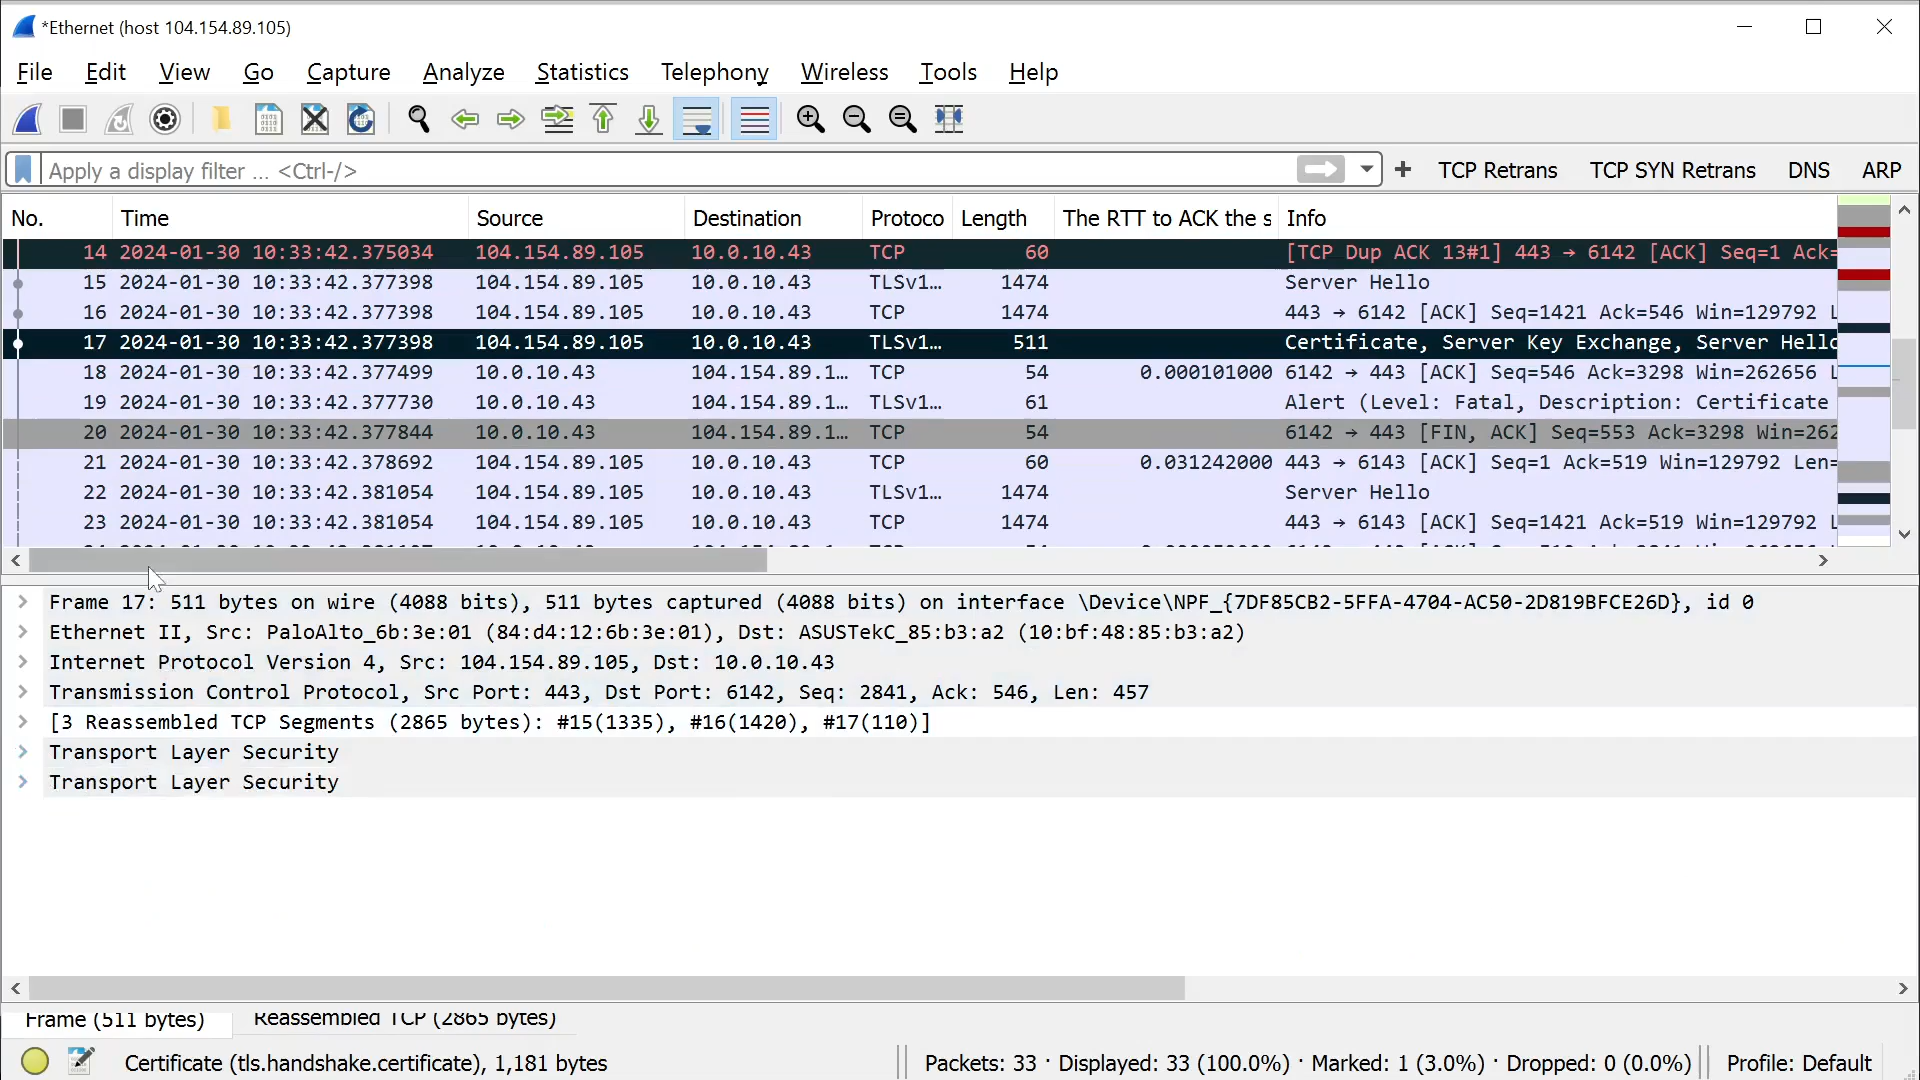 *Ethernet (host 104.154.89.105)
File Edit View Go Capture Analyze Statistics Telephony Wireless Tools Help
Apply a display filter … <Ctrl-/> + TCP Retrans TCP SYN Retrans DNS ARP
No. Time Source Destination Protoco Length The RTT to ACK the s Info
14 2024-01-30 10:33:42.375034 104.154.89.105 10.0.10.43 TCP 60 [TCP Dup ACK 13#1] 443 → 6142 [ACK] Seq=1 Ack=
15 2024-01-30 10:33:42.377398 104.154.89.105 10.0.10.43 TLSv1… 1474 Server Hello
16 2024-01-30 10:33:42.377398 104.154.89.105 10.0.10.43 TLSv1… 1474 443 → 6142 [ACK] Seq=1421 Ack=546 Win=129792 L
17 2024-01-30 10:33:42.377398 104.154.89.105 10.0.10.43 TLSv1… 511 Certificate, Server Key Exchange, Server Hello
18 2024-01-30 10:33:42.377499 10.0.10.43 104.154.89.1… TCP 54 0.000101000 6142 → 443 [ACK] Seq=546 Ack=3298 Win=262656 L
19 2024-01-30 10:33:42.377730 10.0.10.43 104.154.89.1… TLSv1… 61 Alert (Level: Fatal, Description: Certificate
20 2024-01-30 10:33:42.377844 10.0.10.43 104.154.89.1… TCP 54 6142 → 443 [FIN, ACK] Seq=553 Ack=3298 Win=262
21 2024-01-30 10:33:42.378692 104.154.89.105 10.0.10.43 TCP 60 0.031242000 443 → 6143 [ACK] Seq=1 Ack=519 Win=129792 Len=
22 2024-01-30 10:33:42.381054 104.154.89.105 10.0.10.43 TLSv1… 1474 Server Hello
23 2024-01-30 10:33:42.381054 104.154.89.105 10.0.10.43 TCP 1474 443 → 6143 [ACK] Seq=1421 Ack=519 Win=129792 L
Frame 17: 511 bytes on wire (4088 bits), 511 bytes captured (4088 bits) on interface \Device\NPF_{7DF85CB2-5FFA-4704-AC50-2D819BFCE26D}, id 0
Ethernet II, Src: PaloAlto_6b:3e:01 (84:d4:12:6b:3e:01), Dst: ASUSTekC_85:b3:a2 (10:bf:48:85:b3:a2)
Internet Protocol Version 4, Src: 104.154.89.105, Dst: 10.0.10.43
Transmission Control Protocol, Src Port: 443, Dst Port: 6142, Seq: 2841, Ack: 546, Len: 457
[3 Reassembled TCP Segments (2865 bytes): #15(1335), #16(1420), #17(110)]
Transport Layer Security
Transport Layer Security
Frame (511 bytes) Reassembled TCP (2865 bytes)
Certificate (tls.handshake.certificate), 1,181 bytes Packets: 33 · Displayed: 33 (100.0%) · Marked: 1 (3.0%) · Dropped: 0 (0.0%) Profile: Default